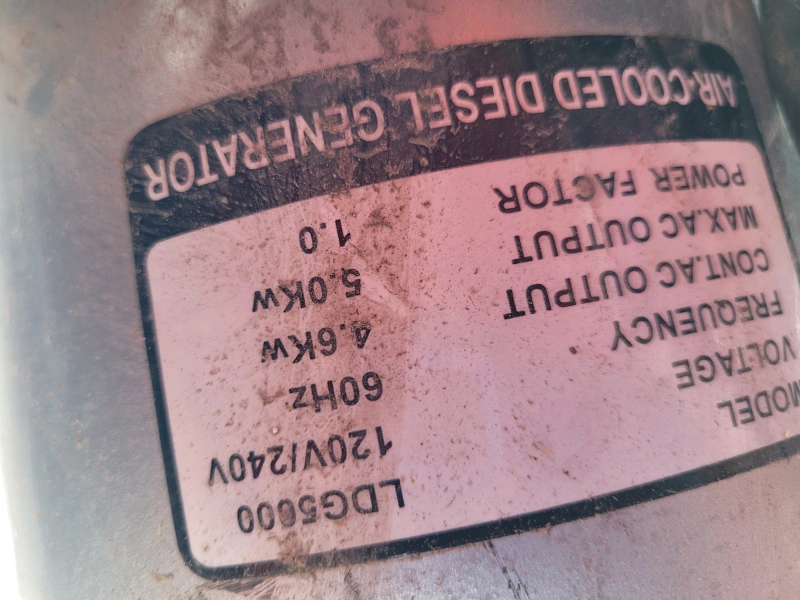 MODEL LDG5000
VOLTAGE 120V/240V
FREQUENCY 60Hz
CONT.AC OUTPUT 4.6Kw
MAX.AC OUTPUT 5.0Kw
POWER FACTOR 1.0
AIR-COOLED DIESEL GENERATOR